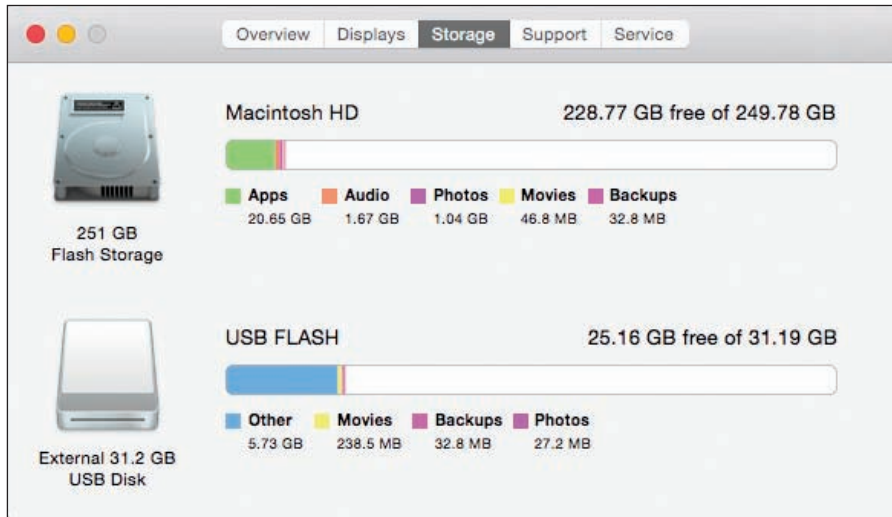 Overview Displays Storage Support Service
Macintosh HD 228.77 GB free of 249.78 GB
Apps Audio Photos Movies Backups
20.65 GB 1.67 GB 1.04 GB 46.8 MB 32.8 MB
251 GB
Flash Storage
USB FLASH 25.16 GB free of 31.19 GB
Other Movies Backups Photos
5.73 GB 238.5 MB 32.8 MB 27.2 MB
External 31.2 GB
USB Disk